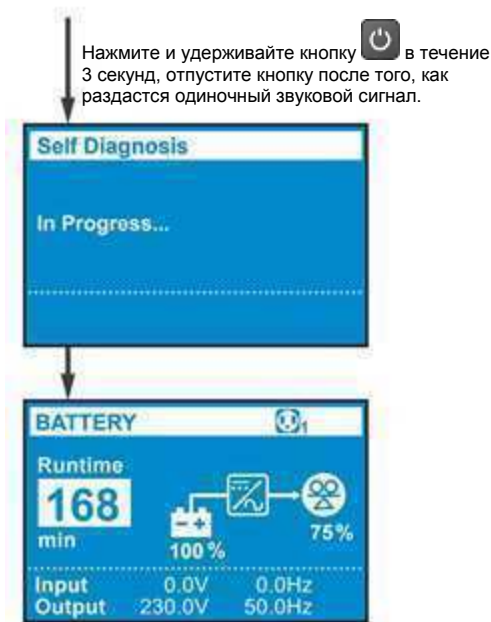 Нажмите и удерживайте кнопку в течение
3 секунд, отпустите кнопку после того, как
раздастся одиночный звуковой сигнал.
Self Diagnosis
In Progress...
BATTERY 1
Runtime
168
min
100 %
75%
Input 0.0V 0.0Hz
Output 230.0V 50.0Hz